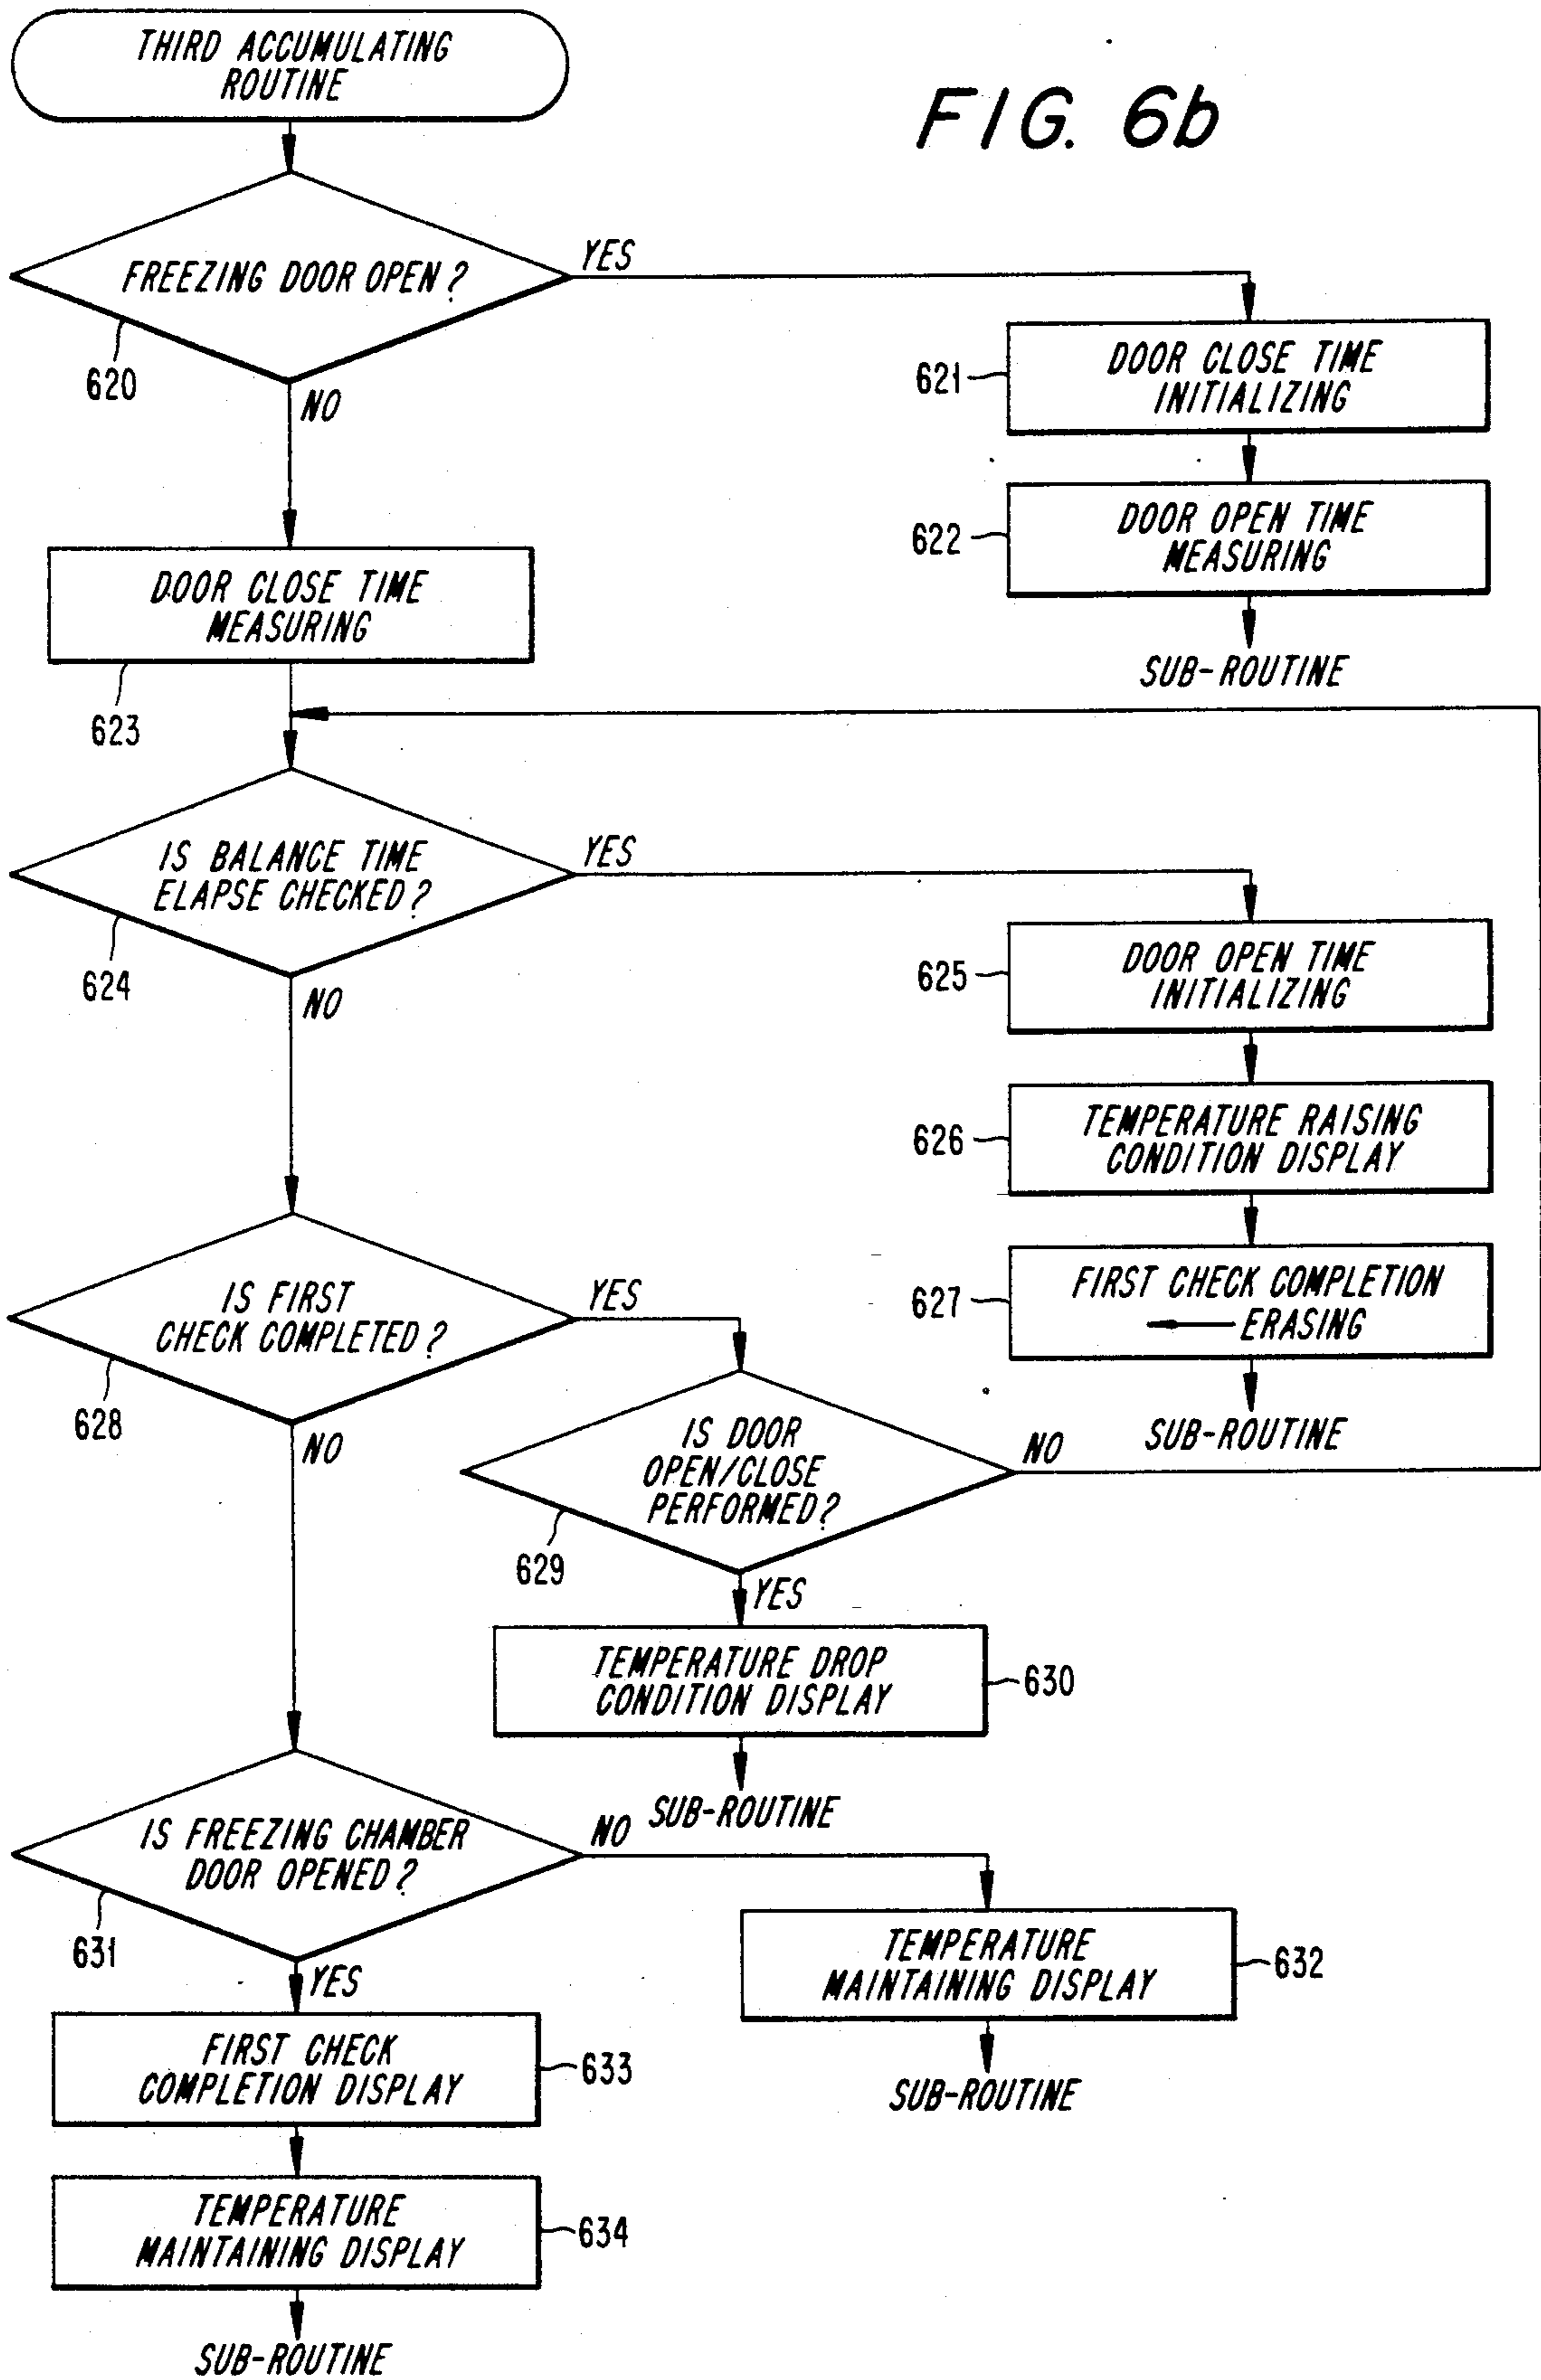 THIRD ACCUMULATING
ROUTINE
FIG. 6b
FREEZING DOOR OPEN?
YES
620
NO
621
DOOR CLOSE TIME
INITIALIZING
622
DOOR OPEN TIME
MEASURING
SUB-ROUTINE
DOOR CLOSE TIME
MEASURING
623
IS BALANCE TIME
ELAPSE CHECKED?
YES
624
NO
625
DOOR OPEN TIME
INITIALIZING
626
TEMPERATURE RAISING
CONDITION DISPLAY
627
FIRST CHECK COMPLETION
ERASING
SUB-ROUTINE
IS FIRST
CHECK COMPLETED?
YES
628
NO
IS DOOR
OPEN/CLOSE
PERFORMED?
NO
629
YES
TEMPERATURE DROP
CONDITION DISPLAY
630
SUB-ROUTINE
IS FREEZING CHAMBER
DOOR OPENED?
NO
631
YES
TEMPERATURE
MAINTAINING DISPLAY
632
SUB-ROUTINE
FIRST CHECK
COMPLETION DISPLAY
633
TEMPERATURE
MAINTAINING DISPLAY
634
SUB-ROUTINE